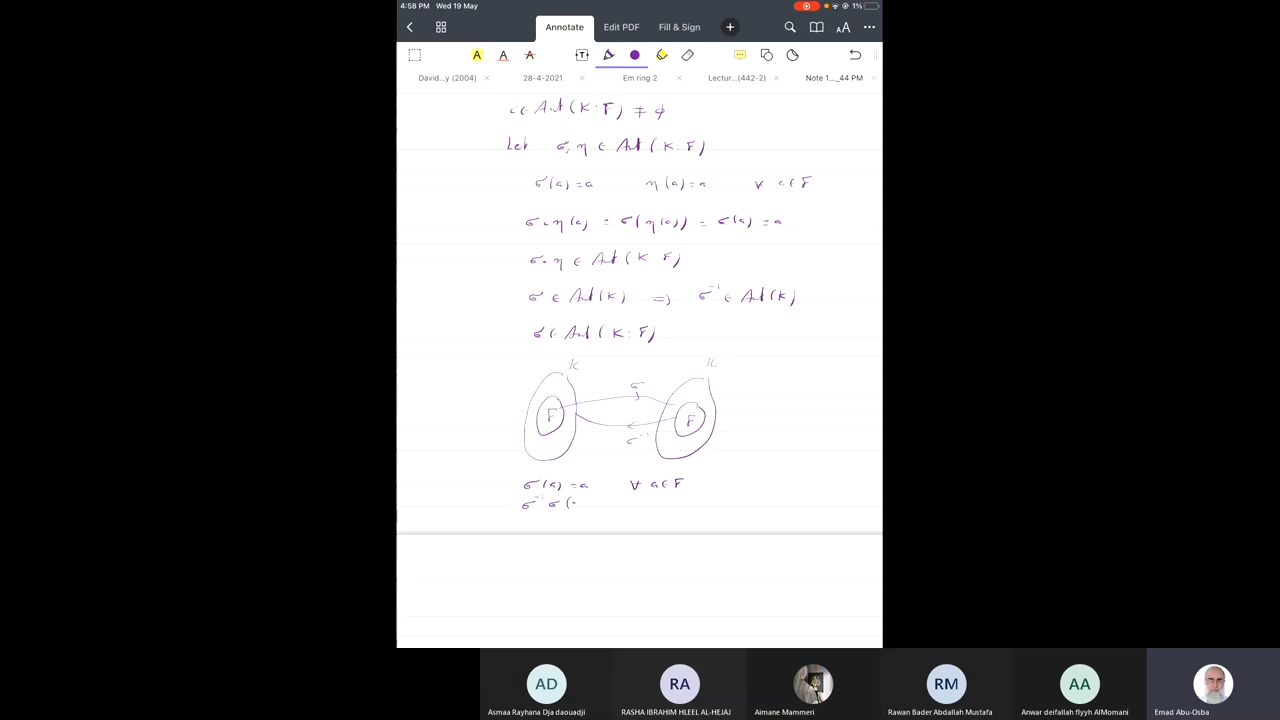 4:58 PM Wed 19 May
1%
Annotate Edit PDF Fill & Sign
David...y (2004) 28-4-2021 Em ring 2 Lectur...(442-2) Note 1..._44 PM
i ∈ Aut(K:F) ≠ ϕ
Let σ, η ∈ Aut(K:F)
σ(a) = a η(a) = a ∀ a ∈ F
σ∘η(a) = σ(η(a)) = σ(a) = a
σ∘η ∈ Aut(K F)
σ ∈ Aut(K) ⟹ σ⁻¹ ∈ Aut(K)
σ ∈ Aut(K:F)
K K
σ
F F
σ⁻¹
σ(a) = a ∀ a ∈ F
σ⁻¹ σ (
AD RA RM AA
Asmaa Rayhana Dja daouadji RASHA IBRAHIM HLEEL AL-HEJAJ Aimane Mammeri Rawan Bader Abdallah Mustafa Anwar deifallah flyyh AlMomani Emad Abu-Osba